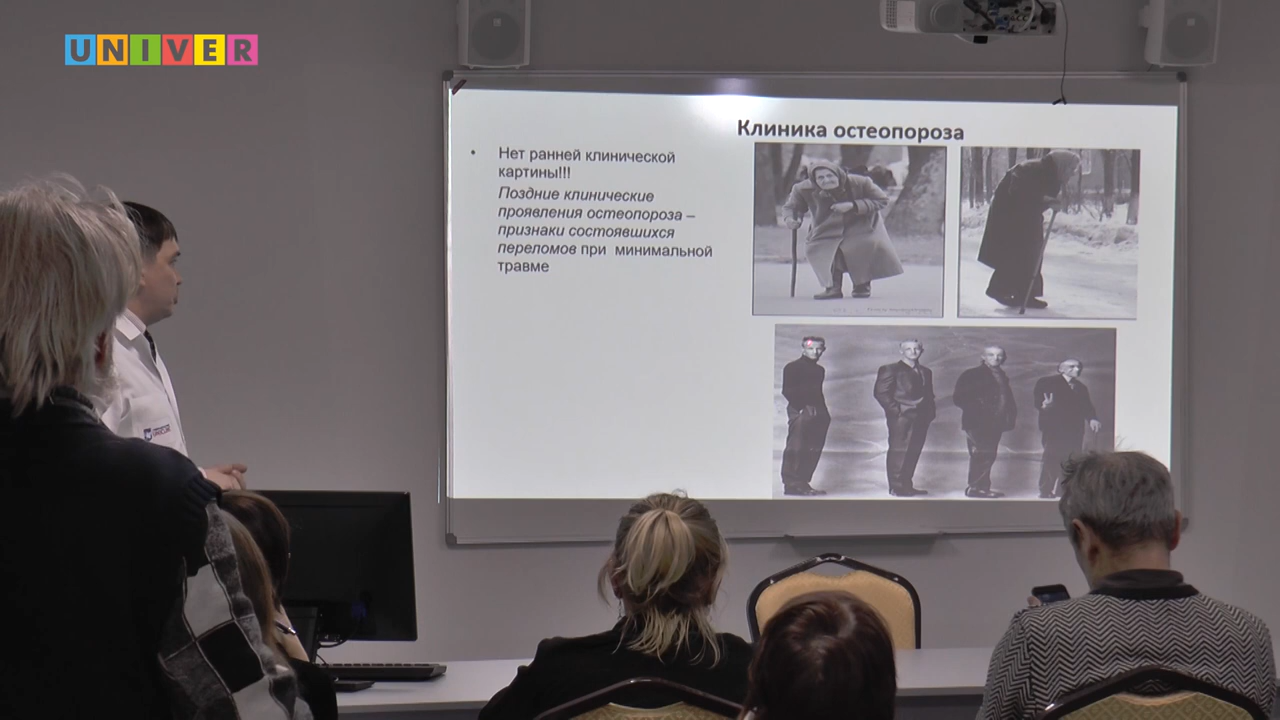 UNIVER
Клиника остеопороза
• Нет ранней клинической
картины!!!
Поздние клинические
проявления остеопороза –
признаки состоявшихся
переломов при минимальной
травме